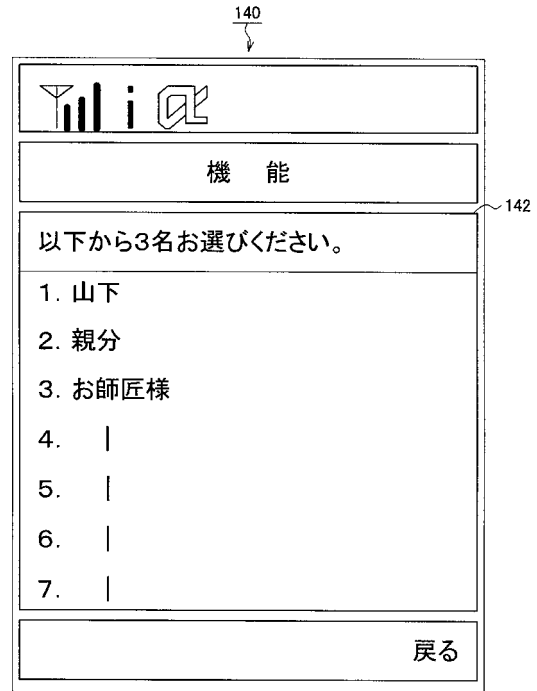 140
i α
機 能
142
以下から3名お選びください。
1. 山下
2. 親分
3. お師匠様
4. |
5. |
6. |
7. |
戻る